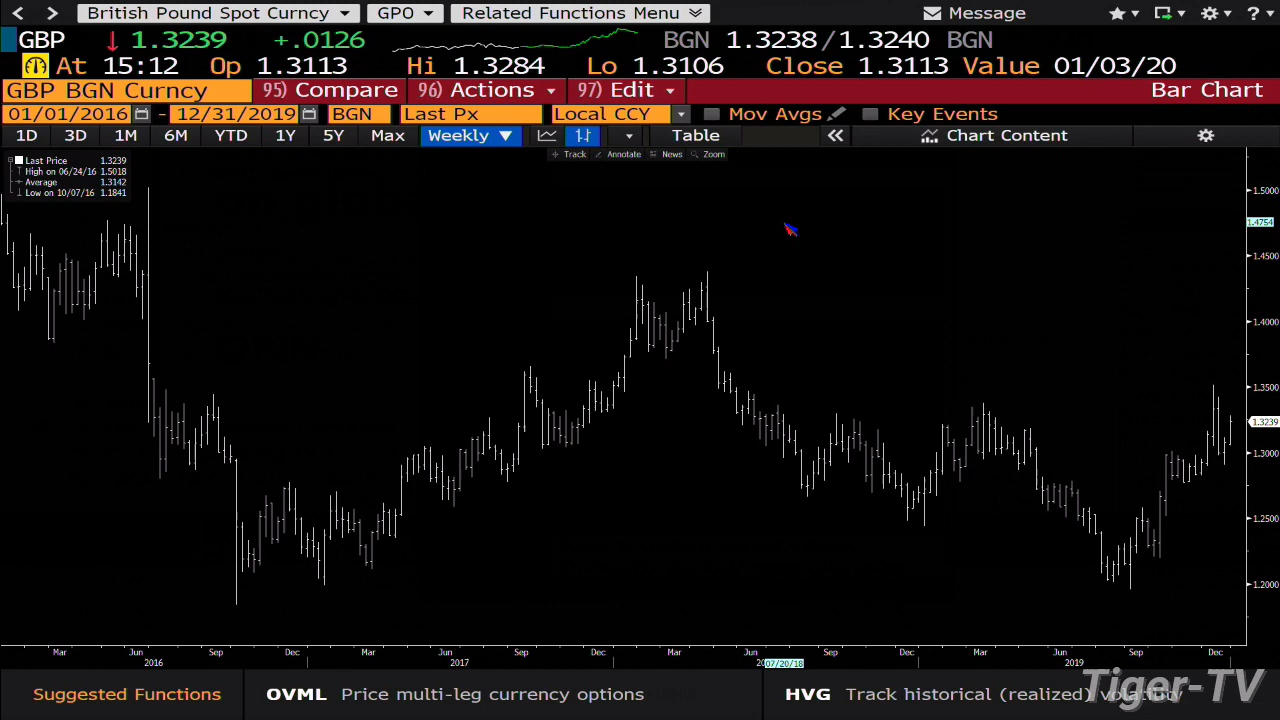 British Pound Spot Curncy GPO Related Functions Menu Message
GBP 1.3239 +.0126 BGN 1.3238/1.3240 BGN
At 15:12 Op 1.3113 Hi 1.3284 Lo 1.3106 Close 1.3113 Value 01/03/20
GBP BGN Curncy 95) Compare 96) Actions 97) Edit Bar Chart
01/01/2016 - 12/31/2019 BGN Last Px Local CCY Mov Avgs Key Events
1D 3D 1M 6M YTD 1Y 5Y Max Weekly Table Chart Content
Track Annotate News Zoom
Last Price 1.3239
High on 06/24/16 1.5018
Average 1.3142
Low on 10/07/16 1.1841
1.5000
1.4754
1.4500
1.4000
1.3500
1.3239
1.3000
1.2500
1.2000
Mar Jun Sep Dec Mar Jun Sep Dec Mar Jun Sep Dec Mar Jun Sep Dec
2016 2017 07/20/18 2019
Suggested Functions OVML Price multi-leg currency options HVG Track historical (realized) volatility
Tiger-TV